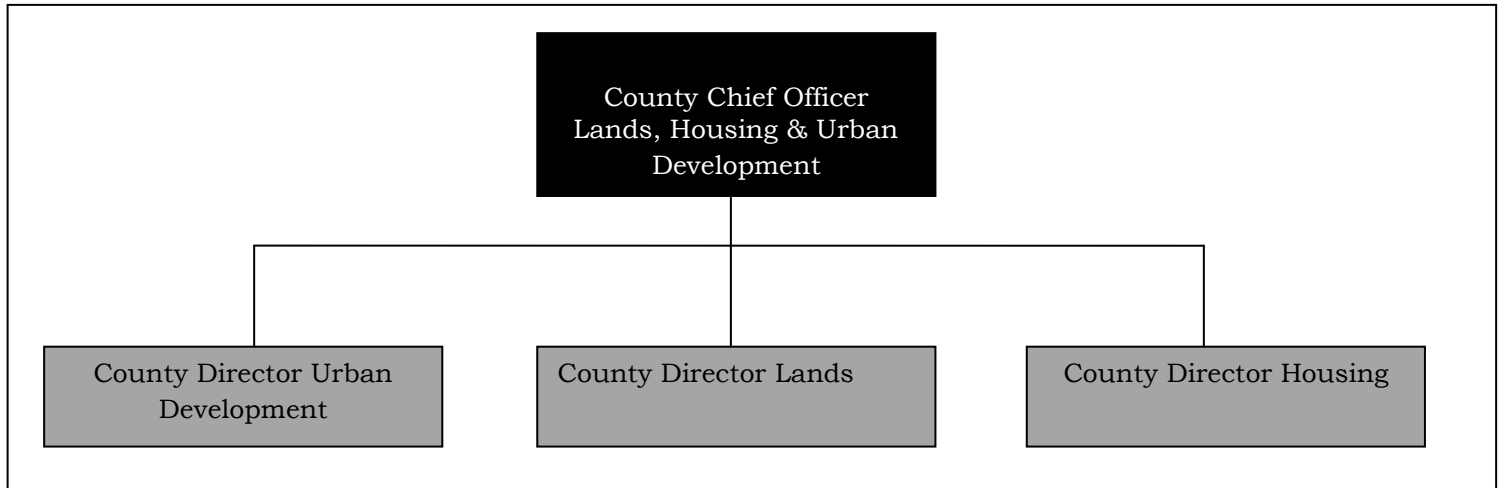 County Chief Officer
Lands, Housing & Urban
Development
County Director Urban
Development
County Director Lands
County Director Housing